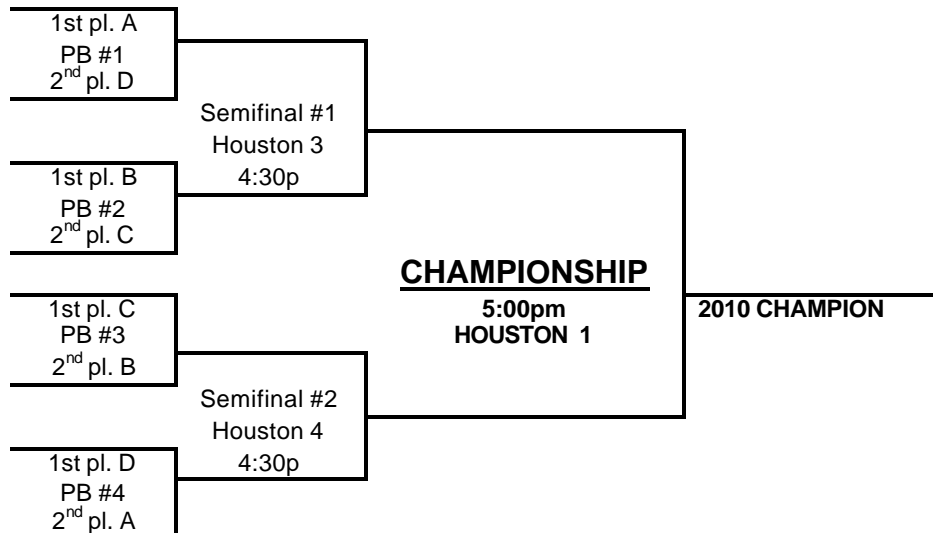 1st pl. A
PB #1
2nd pl. D
Semifinal #1
Houston 3
4:30p
1st pl. B
PB #2
2nd pl. C
CHAMPIONSHIP
5:00pm
HOUSTON 1
2010 CHAMPION
1st pl. C
PB #3
2nd pl. B
Semifinal #2
Houston 4
4:30p
1st pl. D
PB #4
2nd pl. A